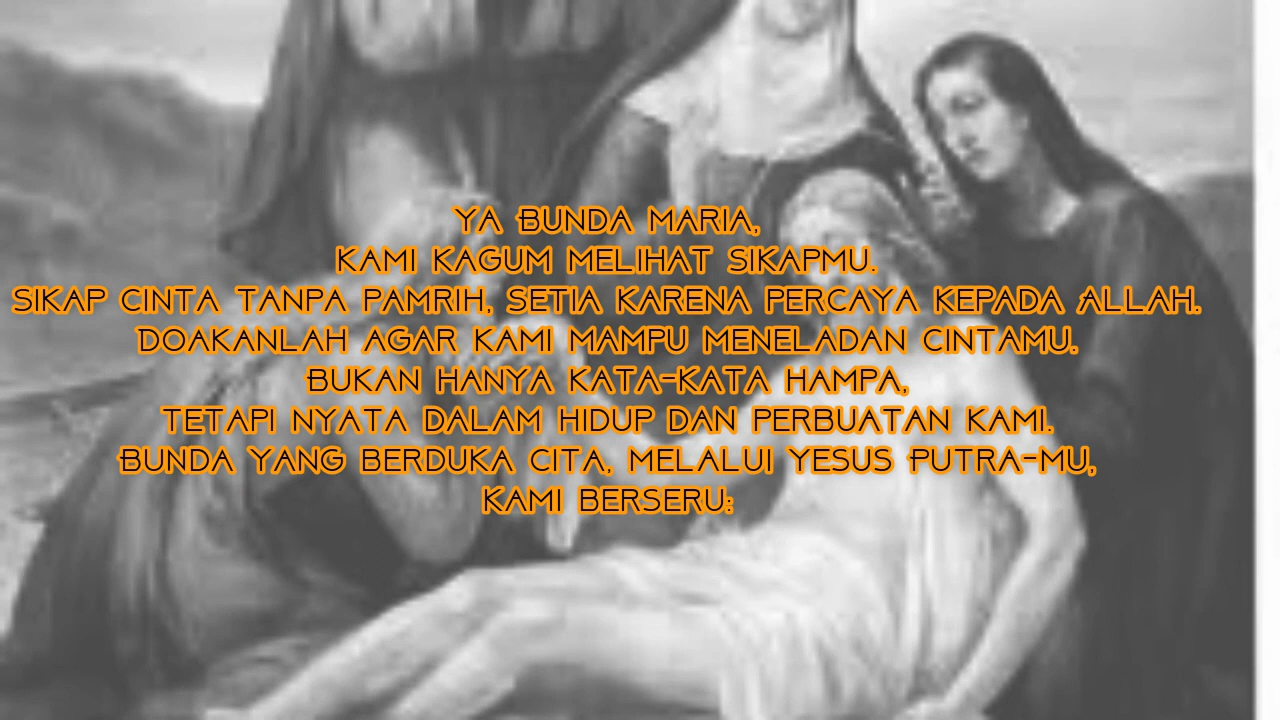 Ya Bunda Maria,
kami kagum melihat sikapmu.
Sikap cinta tanpa pamrih, setia karena percaya kepada Allah.
Doakanlah agar kami mampu meneladan cintamu.
Bukan hanya kata-kata hampa,
tetapi nyata dalam hidup dan perbuatan kami.
Bunda yang berduka cita, melalui Yesus Putra-Mu,
kami berseru: